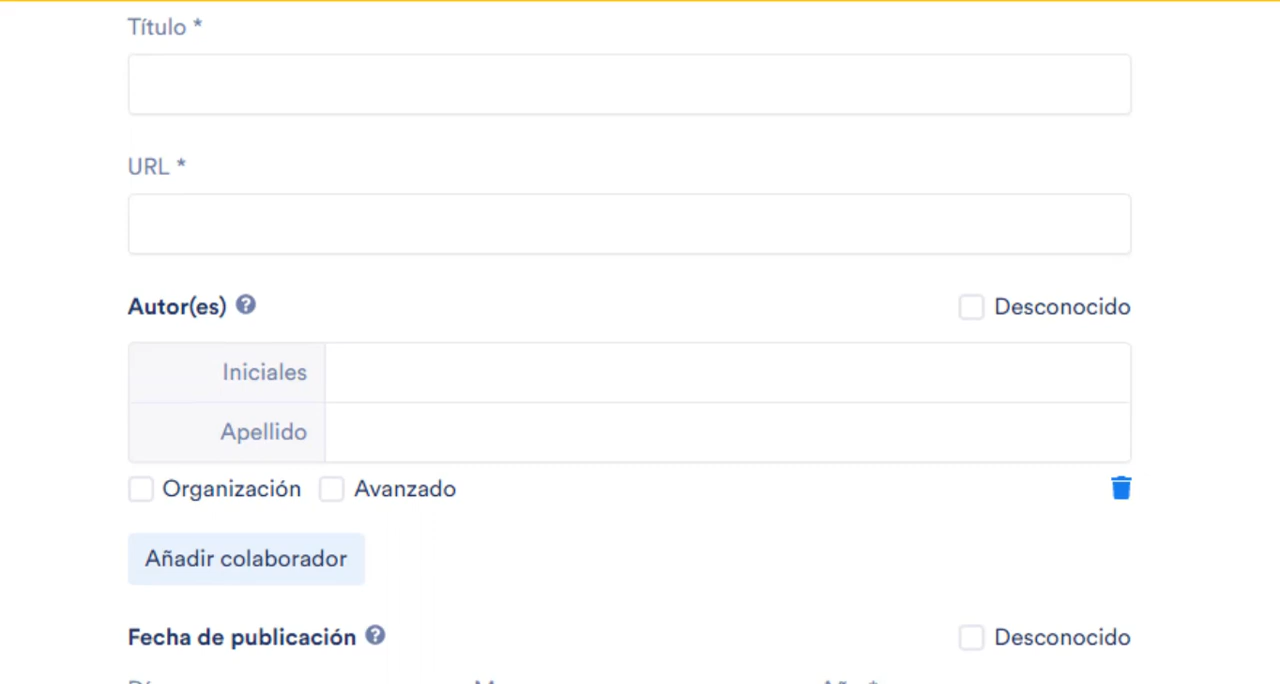 Título *
URL *
Autor(es) ?
Desconocido
Iniciales
Apellido
Organización Avanzado
Añadir colaborador
Fecha de publicación ?
Desconocido